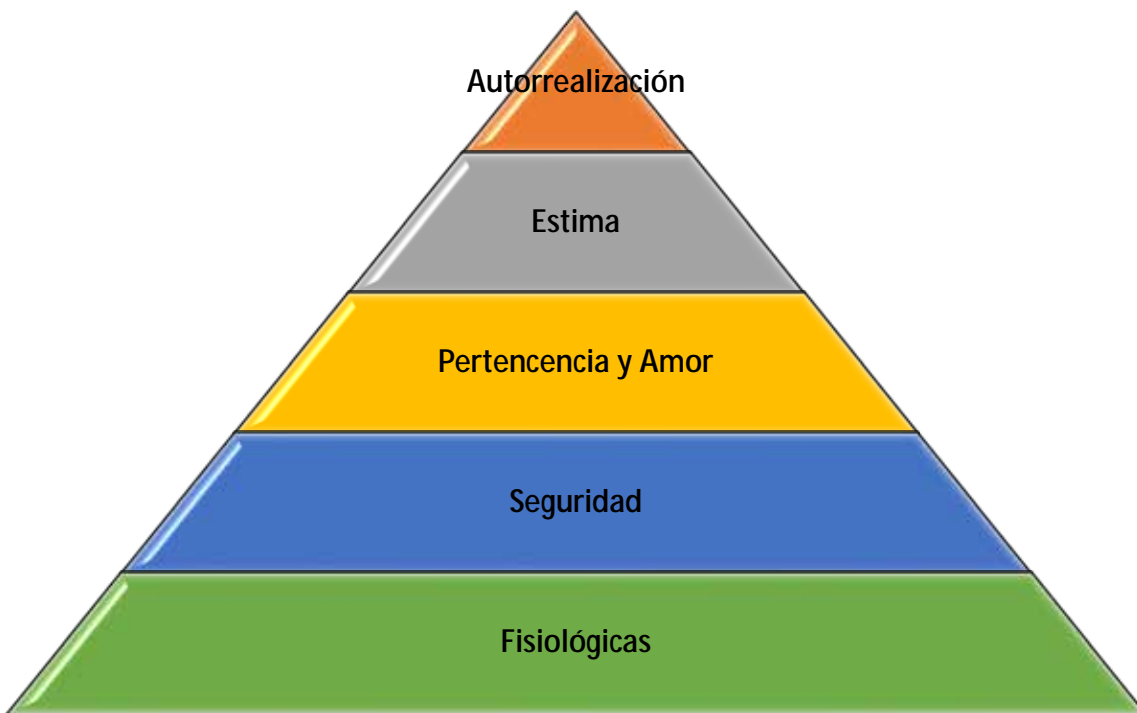 Autorrealización
Estima
Pertencencia y Amor
Seguridad
Fisiológicas